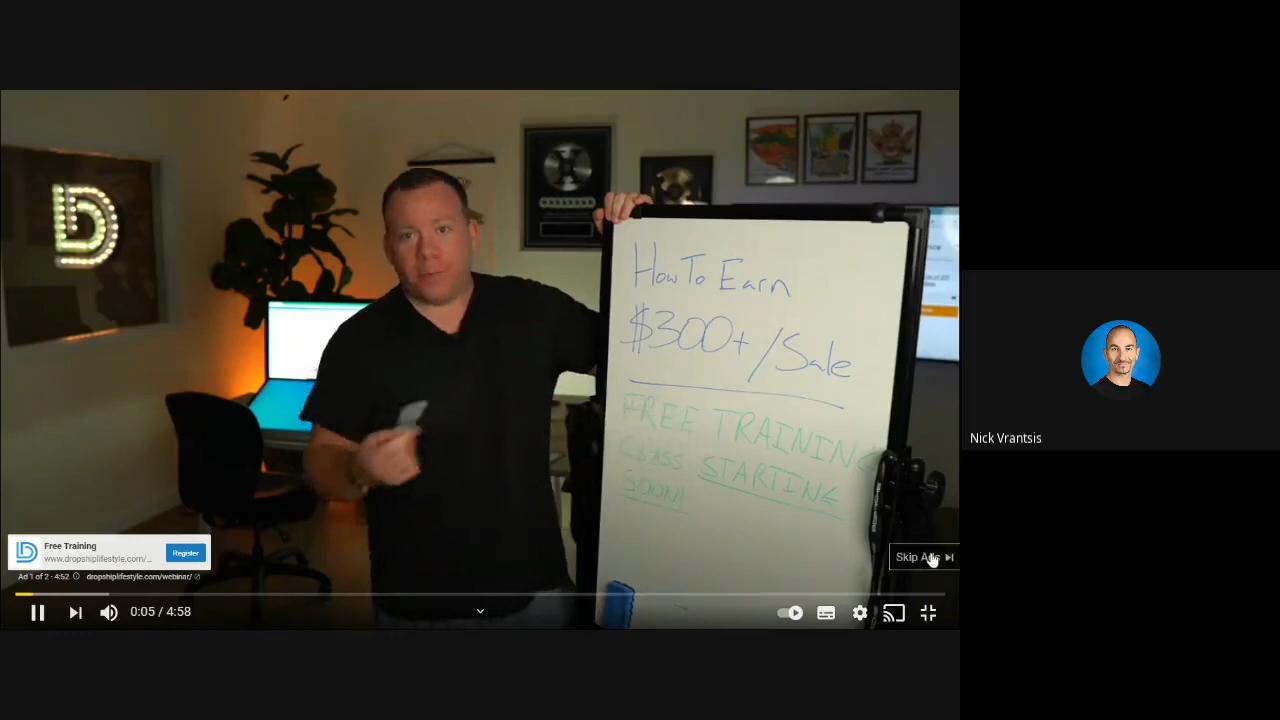 How To Earn
$300+/Sale
FREE TRAINING
CLASS STARTING
SOON!
D
Free Training
www.dropshiplifestyle.com/...
Register
Ad 1 of 2 · 4:52 dropshiplifestyle.com/webinar/
Skip Ads
0:05 / 4:58
Nick Vrantsis